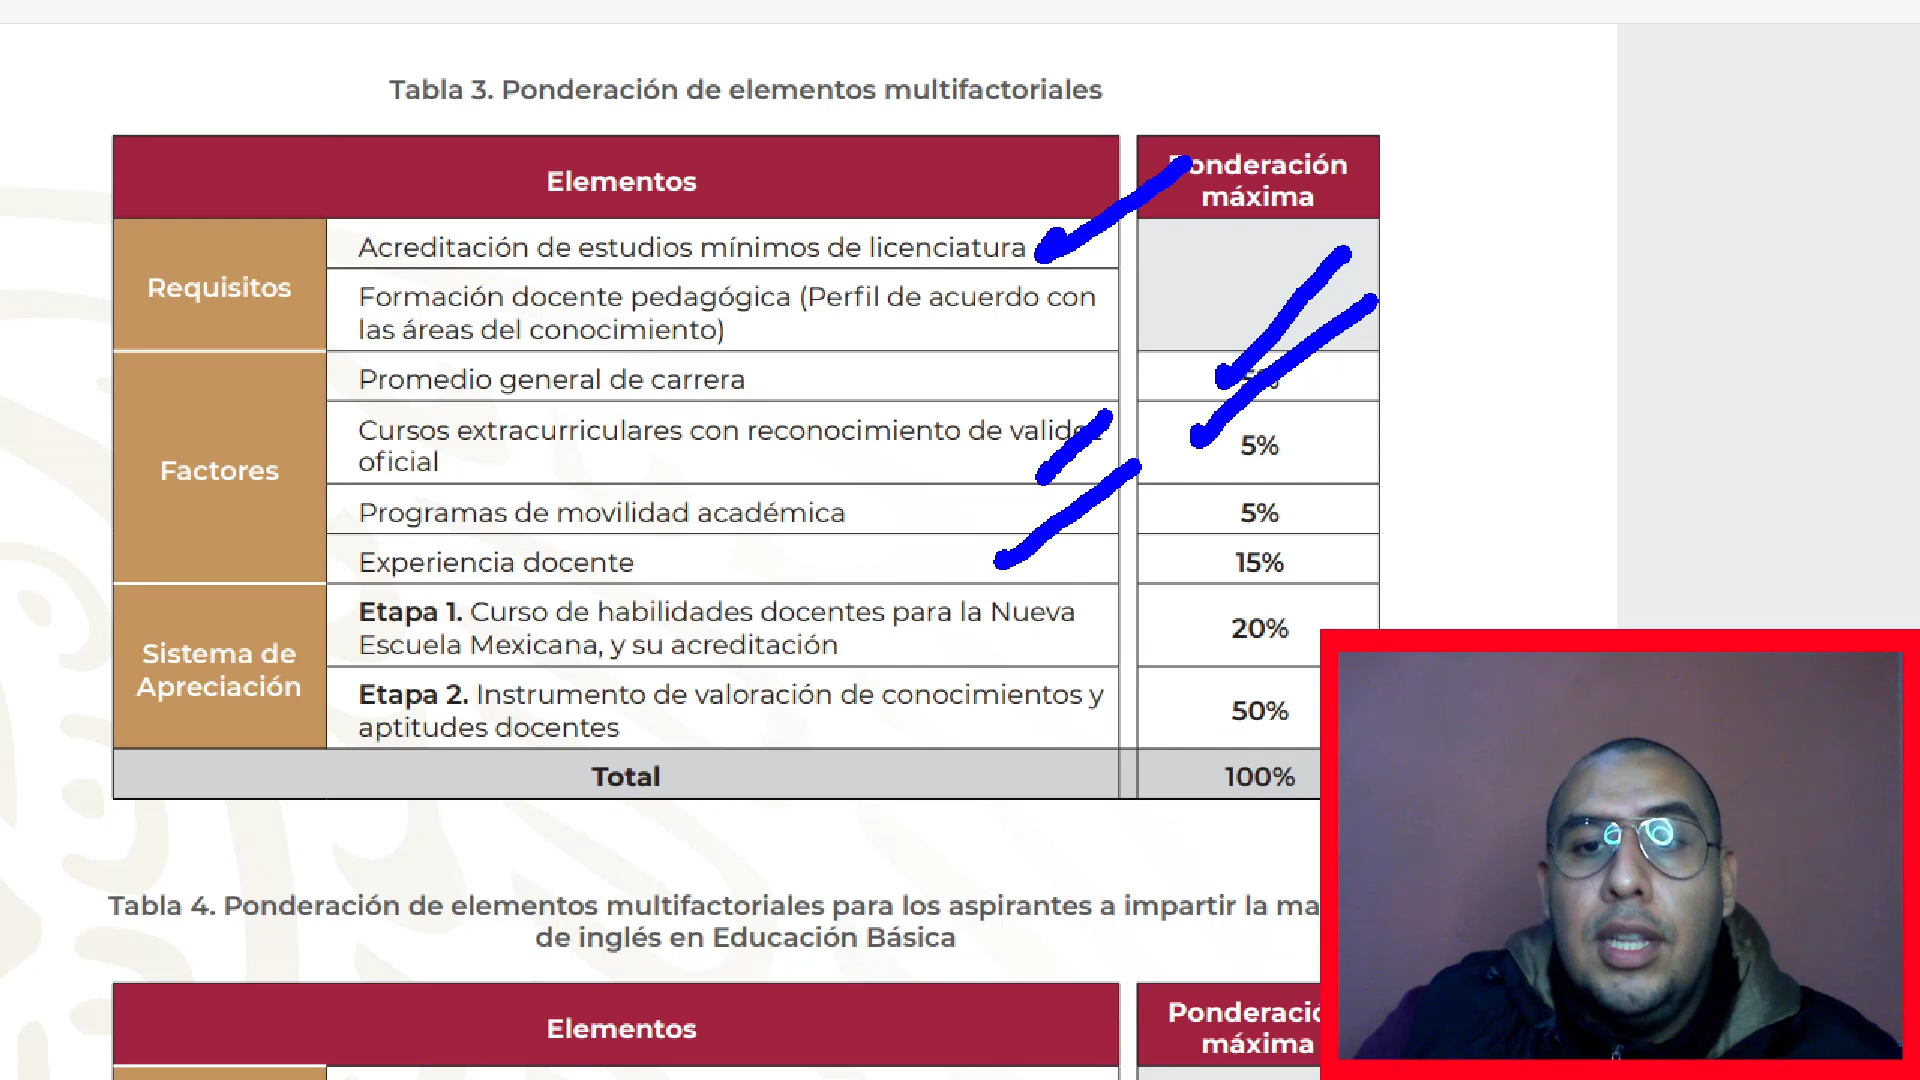 Tabla 3. Ponderación de elementos multifactoriales
Elementos
Ponderación
máxima
Requisitos
Acreditación de estudios mínimos de licenciatura
Formación docente pedagógica (Perfil de acuerdo con
las áreas del conocimiento)
Factores
Promedio general de carrera
Cursos extracurriculares con reconocimiento de validez
oficial
5%
Programas de movilidad académica
5%
Experiencia docente
15%
Sistema de
Apreciación
Etapa 1. Curso de habilidades docentes para la Nueva
Escuela Mexicana, y su acreditación
20%
Etapa 2. Instrumento de valoración de conocimientos y
aptitudes docentes
50%
Total
100%
Tabla 4. Ponderación de elementos multifactoriales para los aspirantes a impartir la ma
de inglés en Educación Básica
Elementos
Ponderació
máxima